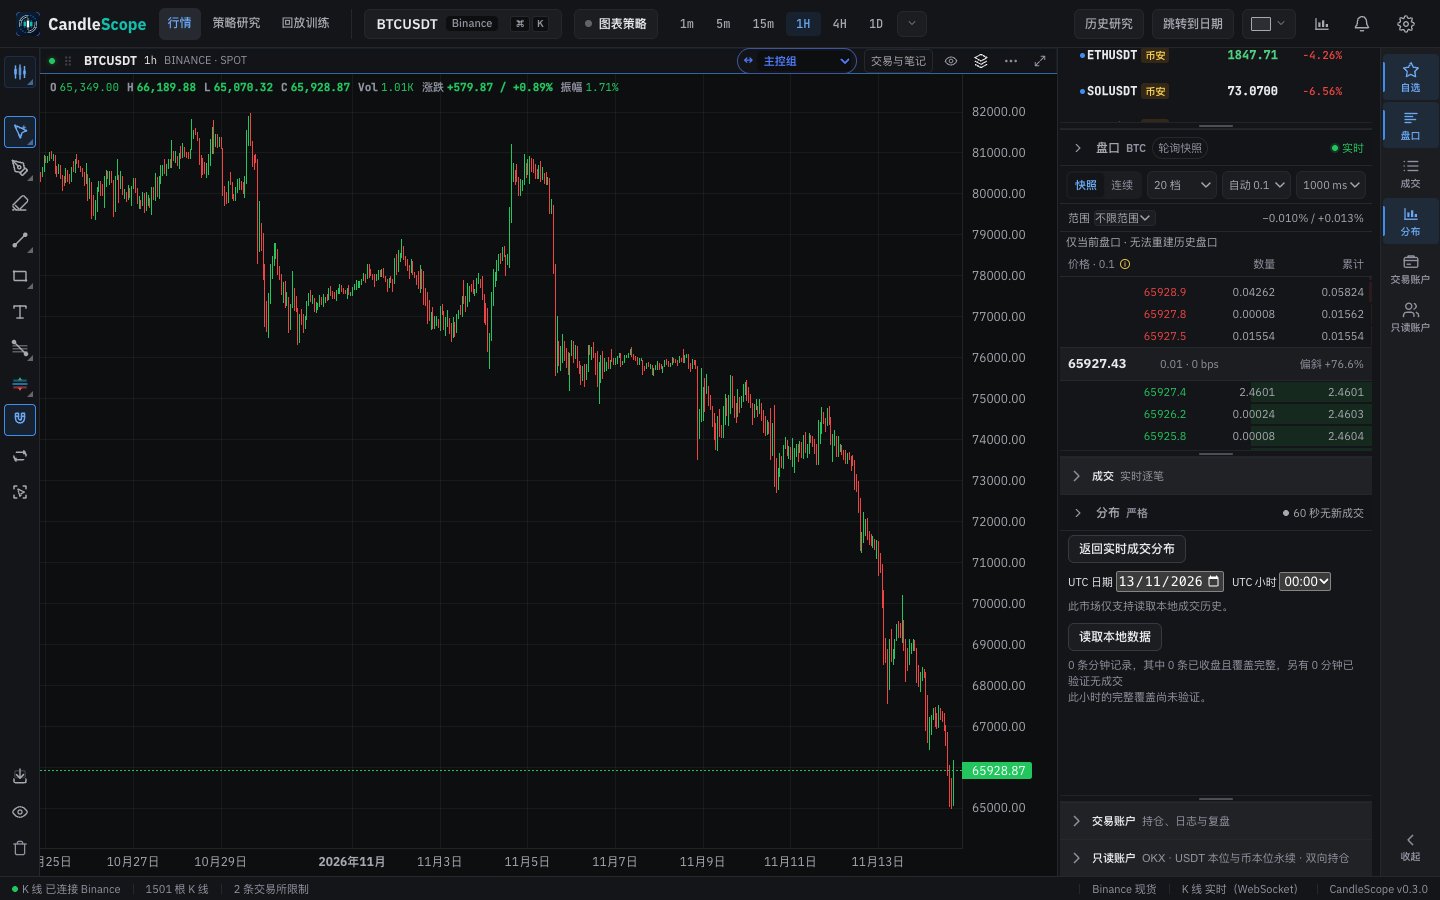 CandleScope 行情 策略研究 回放训练 BTCUSDT Binance ⌘ K 图表策略 1m 5m 15m 1H 4H 1D 历史研究 跳转到日期
BTCUSDT 1h BINANCE · SPOT 主控组 交易与笔记
O 65,349.00 H 66,189.88 L 65,070.32 C 65,928.87 Vol 1.01K 涨跌 +579.87 / +0.89% 振幅 1.71%
82000.00
81000.00
80000.00
79000.00
78000.00
77000.00
76000.00
75000.00
74000.00
73000.00
72000.00
71000.00
70000.00
69000.00
68000.00
67000.00
65928.87
65000.00
月25日 10月27日 10月29日 2026年11月 11月3日 11月5日 11月7日 11月9日 11月11日 11月13日
ETHUSDT 币安 1847.71 -4.26%
SOLUSDT 币安 73.0700 -6.56%
盘口 BTC 轮询快照 实时
快照 连续 20 档 自动 0.1 1000 ms
范围 不限范围 −0.010% / +0.013%
仅当前盘口 · 无法重建历史盘口
价格 · 0.1 数量 累计
65928.9 0.04262 0.05824
65927.8 0.00008 0.01562
65927.5 0.01554 0.01554
65927.43 0.01 · 0 bps 偏斜 +76.6%
65927.4 2.4601 2.4601
65926.2 0.00024 2.4603
65925.8 0.00008 2.4604
成交 实时逐笔
分布 严格 60 秒无新成交
返回实时成交分布
UTC 日期 13/11/2026 UTC 小时 00:00
此市场仅支持读取本地成交历史。
读取本地数据
0 条分钟记录，其中 0 条已收盘且覆盖完整，另有 0 分钟已
验证无成交
此小时的完整覆盖尚未验证。
交易账户 持仓、日志与复盘
只读账户 OKX · USDT 本位与币本位永续 · 双向持仓
自选
盘口
成交
分布
交易账户
只读账户
收起
K 线 已连接 Binance 1501 根 K 线 2 条交易所限制 Binance 现货 K 线 实时（WebSocket） CandleScope v0.3.0